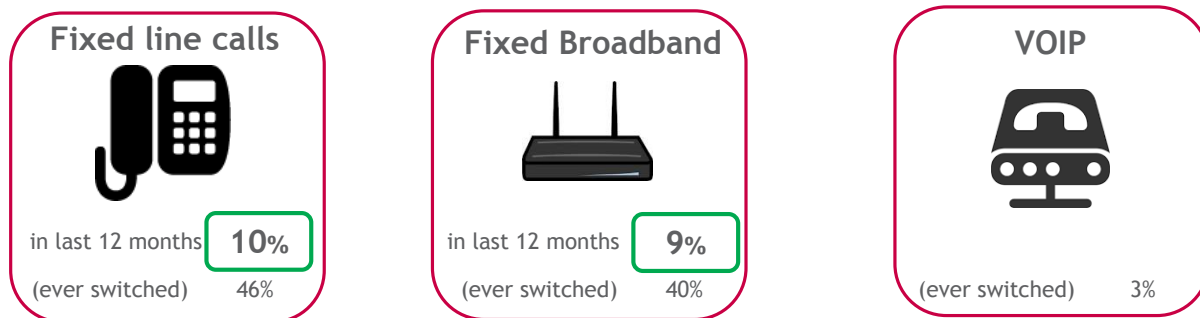 Fixed line calls
in last 12 months 10%
(ever switched) 46%
Fixed Broadband
in last 12 months 9%
(ever switched) 40%
VOIP
(ever switched) 3%